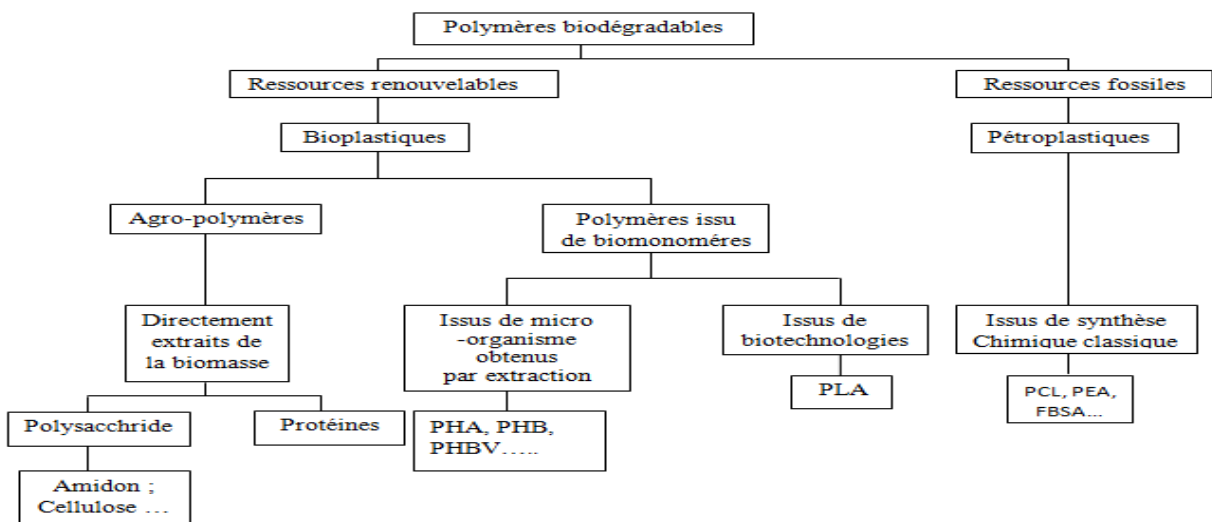 Polymères biodégradables
Ressources renouvelables
Ressources fossiles
Bioplastiques
Pétroplastiques
Agro-polymères
Polymères issu
de biomonoméres
Directement
extraits de
la biomasse
Issus de micro
-organisme
obtenus
par extraction
Issus de
biotechnologies
Issus de synthèse
Chimique classique
Polysacchride
Protéines
PHA, PHB,
PHBV…..
PLA
PCL, PEA,
FBSA...
Amidon ;
Cellulose ...